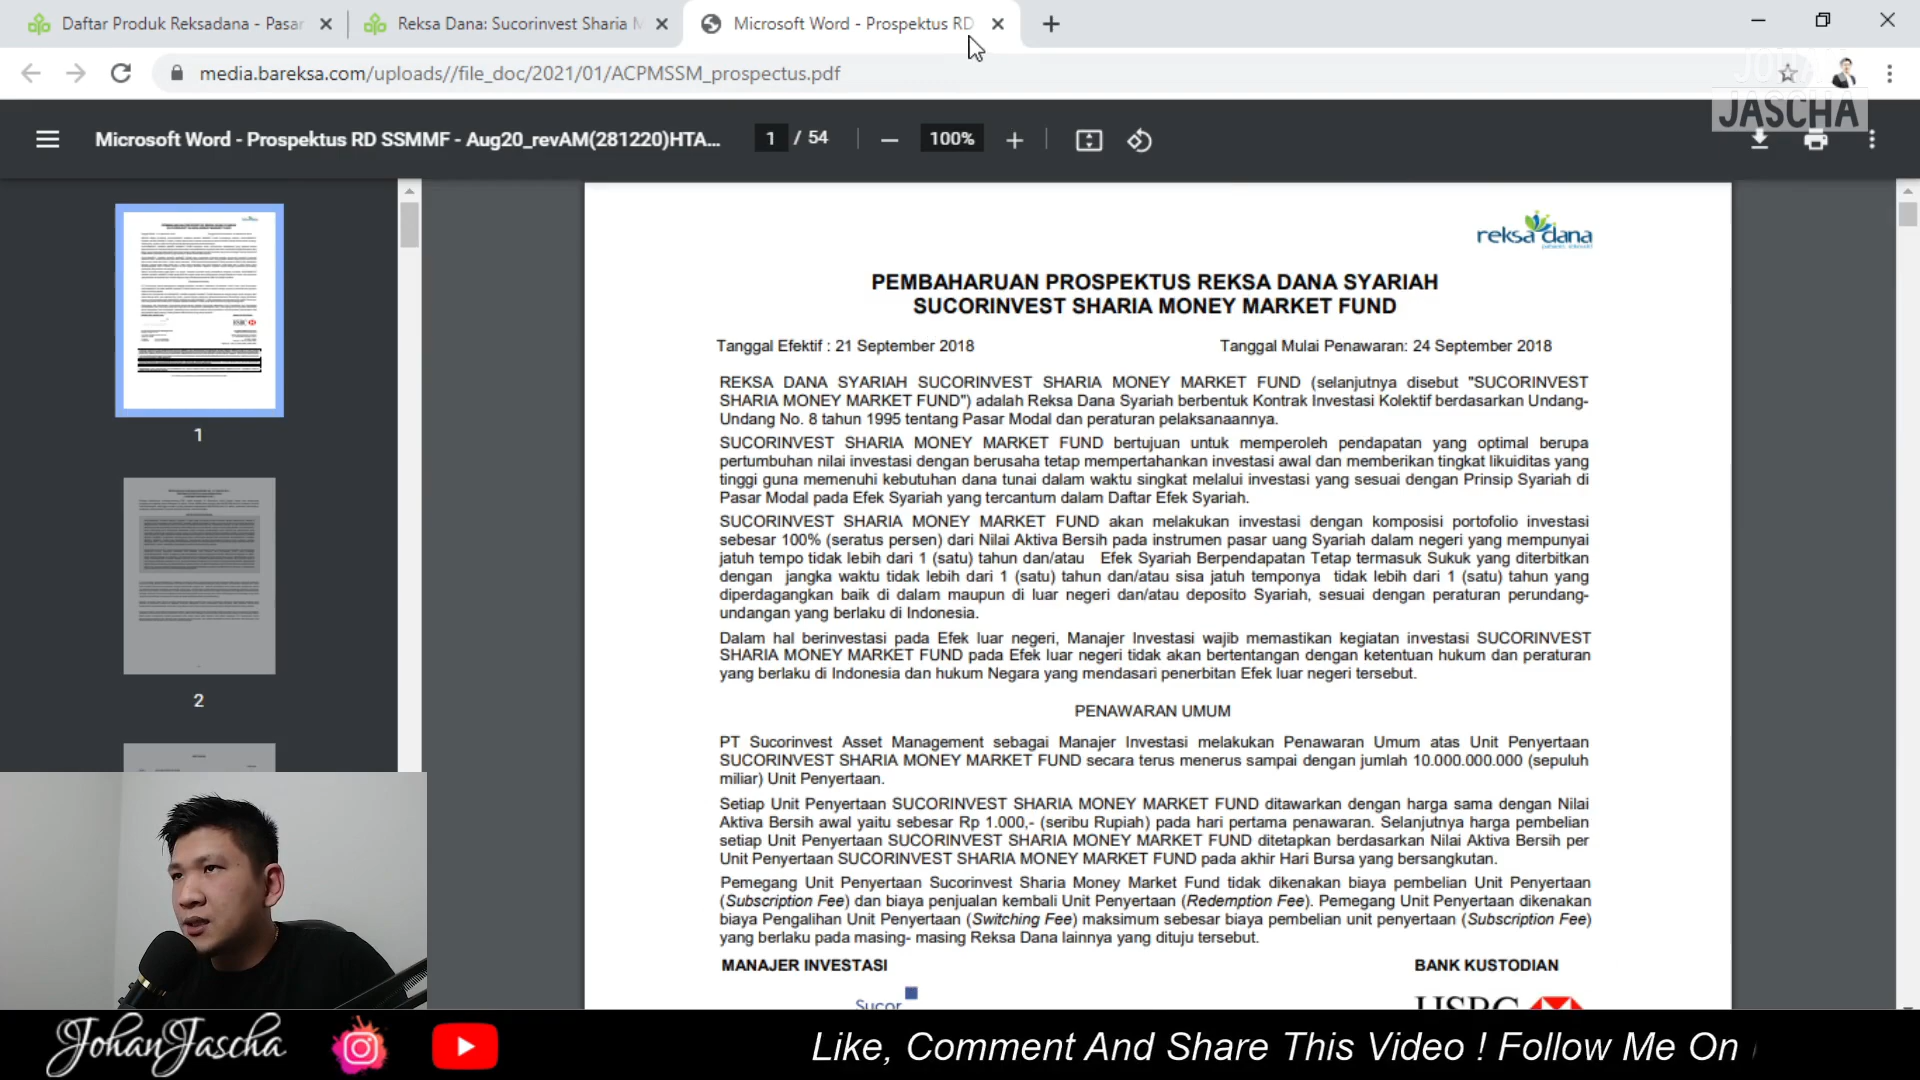 Daftar Produk Reksadana - Pasar
Reksa Dana: Sucorinvest Sharia M
Microsoft Word - Prospektus RD
media.bareksa.com/uploads//file_doc/2021/01/ACPMSSM_prospectus.pdf
JOHAN
JASCHA
Microsoft Word - Prospektus RD SSMMF - Aug20_revAM(281220)HTA...
1 / 54
100%
reksa dana
PEMBAHARUAN PROSPEKTUS REKSA DANA SYARIAH
SUCORINVEST SHARIA MONEY MARKET FUND
Tanggal Efektif : 21 September 2018
Tanggal Mulai Penawaran: 24 September 2018
REKSA DANA SYARIAH SUCORINVEST SHARIA MONEY MARKET FUND (selanjutnya disebut "SUCORINVEST
SHARIA MONEY MARKET FUND") adalah Reksa Dana Syariah berbentuk Kontrak Investasi Kolektif berdasarkan Undang-
Undang No. 8 tahun 1995 tentang Pasar Modal dan peraturan pelaksanaannya.
SUCORINVEST SHARIA MONEY MARKET FUND bertujuan untuk memperoleh pendapatan yang optimal berupa
pertumbuhan nilai investasi dengan berusaha tetap mempertahankan investasi awal dan memberikan tingkat likuiditas yang
tinggi guna memenuhi kebutuhan dana tunai dalam waktu singkat melalui investasi yang sesuai dengan Prinsip Syariah di
Pasar Modal pada Efek Syariah yang tercantum dalam Daftar Efek Syariah.
SUCORINVEST SHARIA MONEY MARKET FUND akan melakukan investasi dengan komposisi portofolio investasi
sebesar 100% (seratus persen) dari Nilai Aktiva Bersih pada instrumen pasar uang Syariah dalam negeri yang mempunyai
jatuh tempo tidak lebih dari 1 (satu) tahun dan/atau Efek Syariah Berpendapatan Tetap termasuk Sukuk yang diterbitkan
dengan jangka waktu tidak lebih dari 1 (satu) tahun dan/atau sisa jatuh temponya tidak lebih dari 1 (satu) tahun yang
diperdagangkan baik di dalam maupun di luar negeri dan/atau deposito Syariah, sesuai dengan peraturan perundang-
undangan yang berlaku di Indonesia.
Dalam hal berinvestasi pada Efek luar negeri, Manajer Investasi wajib memastikan kegiatan investasi SUCORINVEST
SHARIA MONEY MARKET FUND pada Efek luar negeri tidak akan bertentangan dengan ketentuan hukum dan peraturan
yang berlaku di Indonesia dan hukum Negara yang mendasari penerbitan Efek luar negeri tersebut.
PENAWARAN UMUM
PT Sucorinvest Asset Management sebagai Manajer Investasi melakukan Penawaran Umum atas Unit Penyertaan
SUCORINVEST SHARIA MONEY MARKET FUND secara terus menerus sampai dengan jumlah 10.000.000.000 (sepuluh
miliar) Unit Penyertaan.
Setiap Unit Penyertaan SUCORINVEST SHARIA MONEY MARKET FUND ditawarkan dengan harga sama dengan Nilai
Aktiva Bersih awal yaitu sebesar Rp 1.000,- (seribu Rupiah) pada hari pertama penawaran. Selanjutnya harga pembelian
setiap Unit Penyertaan SUCORINVEST SHARIA MONEY MARKET FUND ditetapkan berdasarkan Nilai Aktiva Bersih per
Unit Penyertaan SUCORINVEST SHARIA MONEY MARKET FUND pada akhir Hari Bursa yang bersangkutan.
Pemegang Unit Penyertaan Sucorinvest Sharia Money Market Fund tidak dikenakan biaya pembelian Unit Penyertaan
(Subscription Fee) dan biaya penjualan kembali Unit Penyertaan (Redemption Fee). Pemegang Unit Penyertaan dikenakan
biaya Pengalihan Unit Penyertaan (Switching Fee) maksimum sebesar biaya pembelian unit penyertaan (Subscription Fee)
yang berlaku pada masing- masing Reksa Dana lainnya yang dituju tersebut.
MANAJER INVESTASI
BANK KUSTODIAN
Sucor
HSBC
1
2
JohanJascha
Like, Comment And Share This Video ! Follow Me On